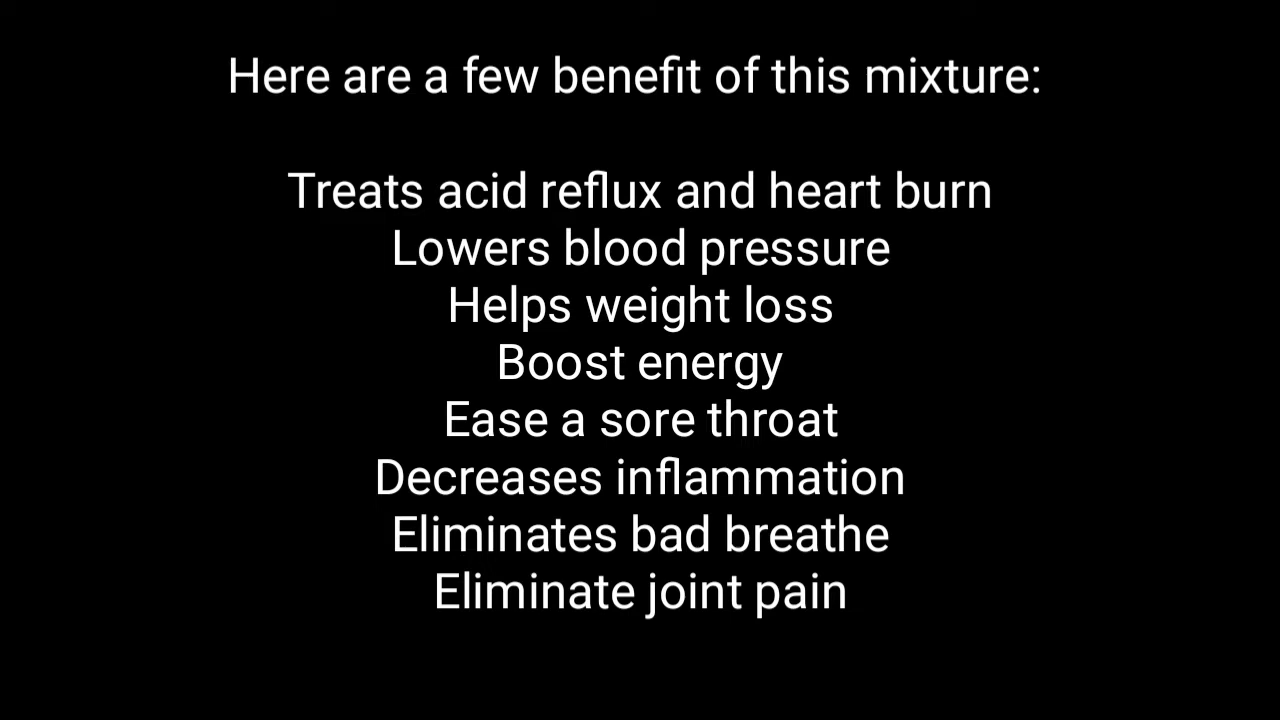 Here are a few benefit of this mixture:
Treats acid reflux and heart burn
Lowers blood pressure
Helps weight loss
Boost energy
Ease a sore throat
Decreases inflammation
Eliminates bad breathe
Eliminate joint pain